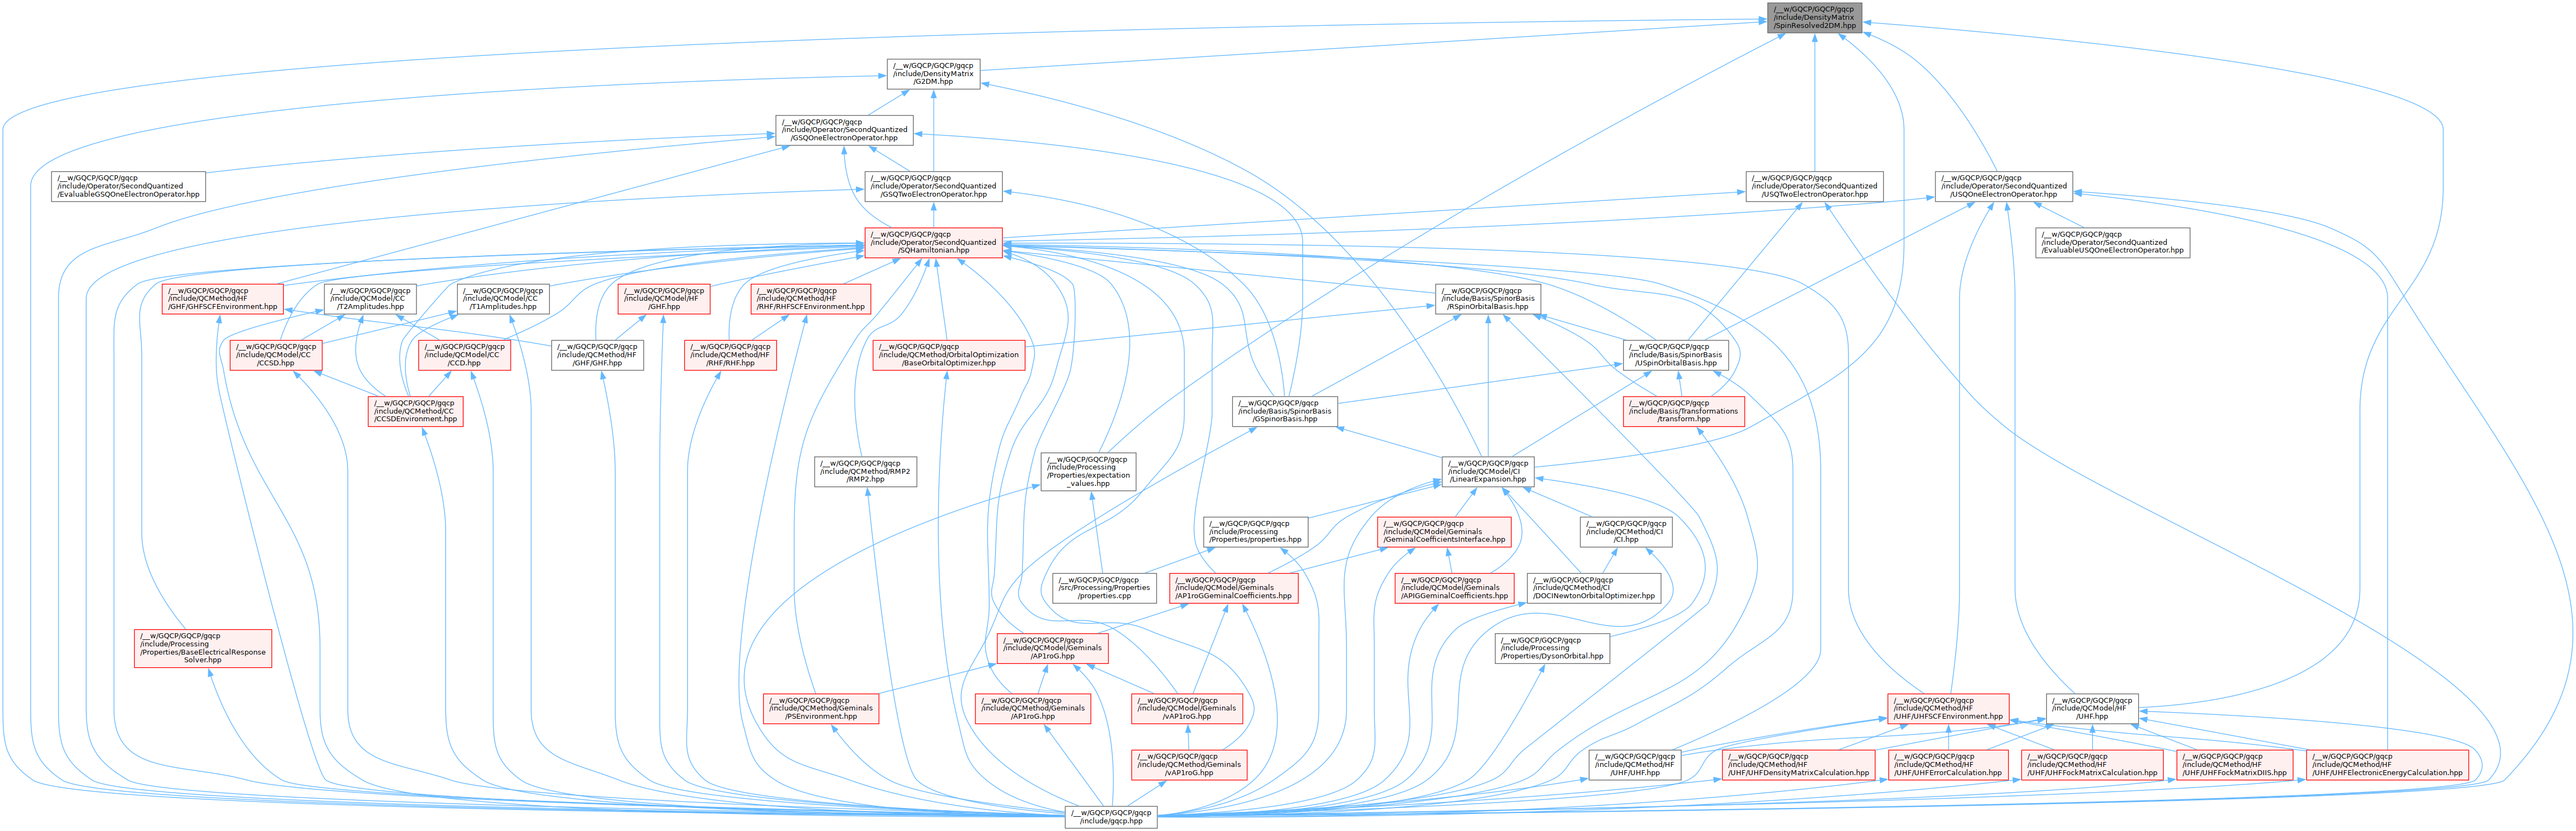 /__w/GQCP/GQCP/gqcp
/include/DensityMatrix
/SpinResolved2DM.hpp
/__w/GQCP/GQCP/gqcp
/include/DensityMatrix
/G2DM.hpp
/__w/GQCP/GQCP/gqcp
/include/Operator/SecondQuantized
/GSQOneElectronOperator.hpp
/__w/GQCP/GQCP/gqcp
/include/Operator/SecondQuantized
/EvaluableGSQOneElectronOperator.hpp
/__w/GQCP/GQCP/gqcp
/include/Operator/SecondQuantized
/GSQTwoElectronOperator.hpp
/__w/GQCP/GQCP/gqcp
/include/Operator/SecondQuantized
/USQTwoElectronOperator.hpp
/__w/GQCP/GQCP/gqcp
/include/Operator/SecondQuantized
/USQOneElectronOperator.hpp
/__w/GQCP/GQCP/gqcp
/include/Operator/SecondQuantized
/SQHamiltonian.hpp
/__w/GQCP/GQCP/gqcp
/include/Operator/SecondQuantized
/EvaluableUSQOneElectronOperator.hpp
/__w/GQCP/GQCP/gqcp
/include/QCMethod/HF
/GHF/GHFSCFEnvironment.hpp
/__w/GQCP/GQCP/gqcp
/include/QCModel/CC
/T2Amplitudes.hpp
/__w/GQCP/GQCP/gqcp
/include/QCModel/CC
/T1Amplitudes.hpp
/__w/GQCP/GQCP/gqcp
/include/QCModel/HF
/GHF.hpp
/__w/GQCP/GQCP/gqcp
/include/QCMethod/HF
/RHF/RHFSCFEnvironment.hpp
/__w/GQCP/GQCP/gqcp
/include/Basis/SpinorBasis
/RSpinOrbitalBasis.hpp
/__w/GQCP/GQCP/gqcp
/include/QCModel/CC
/CCSD.hpp
/__w/GQCP/GQCP/gqcp
/include/QCModel/CC
/CCD.hpp
/__w/GQCP/GQCP/gqcp
/include/QCMethod/HF
/GHF/GHF.hpp
/__w/GQCP/GQCP/gqcp
/include/QCMethod/HF
/RHF/RHF.hpp
/__w/GQCP/GQCP/gqcp
/include/QCMethod/OrbitalOptimization
/BaseOrbitalOptimizer.hpp
/__w/GQCP/GQCP/gqcp
/include/Basis/SpinorBasis
/USpinOrbitalBasis.hpp
/__w/GQCP/GQCP/gqcp
/include/QCMethod/CC
/CCSDEnvironment.hpp
/__w/GQCP/GQCP/gqcp
/include/Basis/SpinorBasis
/GSpinorBasis.hpp
/__w/GQCP/GQCP/gqcp
/include/Basis/Transformations
/transform.hpp
/__w/GQCP/GQCP/gqcp
/include/QCMethod/RMP2
/RMP2.hpp
/__w/GQCP/GQCP/gqcp
/include/Processing
/Properties/expectation
_values.hpp
/__w/GQCP/GQCP/gqcp
/include/QCModel/CI
/LinearExpansion.hpp
/__w/GQCP/GQCP/gqcp
/include/Processing
/Properties/properties.hpp
/__w/GQCP/GQCP/gqcp
/include/QCModel/Geminals
/GeminalCoefficientsInterface.hpp
/__w/GQCP/GQCP/gqcp
/include/QCMethod/CI
/CI.hpp
/__w/GQCP/GQCP/gqcp
/src/Processing/Properties
/properties.cpp
/__w/GQCP/GQCP/gqcp
/include/QCModel/Geminals
/AP1roGGeminalCoefficients.hpp
/__w/GQCP/GQCP/gqcp
/include/QCModel/Geminals
/APIGGeminalCoefficients.hpp
/__w/GQCP/GQCP/gqcp
/include/QCMethod/CI
/DOCINewtonOrbitalOptimizer.hpp
/__w/GQCP/GQCP/gqcp
/include/Processing
/Properties/BaseElectricalResponse
Solver.hpp
/__w/GQCP/GQCP/gqcp
/include/QCModel/Geminals
/AP1roG.hpp
/__w/GQCP/GQCP/gqcp
/include/Processing
/Properties/DysonOrbital.hpp
/__w/GQCP/GQCP/gqcp
/include/QCMethod/Geminals
/PSEnvironment.hpp
/__w/GQCP/GQCP/gqcp
/include/QCMethod/Geminals
/AP1roG.hpp
/__w/GQCP/GQCP/gqcp
/include/QCModel/Geminals
/vAP1roG.hpp
/__w/GQCP/GQCP/gqcp
/include/QCMethod/HF
/UHF/UHFSCFEnvironment.hpp
/__w/GQCP/GQCP/gqcp
/include/QCModel/HF
/UHF.hpp
/__w/GQCP/GQCP/gqcp
/include/QCMethod/Geminals
/vAP1roG.hpp
/__w/GQCP/GQCP/gqcp
/include/QCMethod/HF
/UHF/UHF.hpp
/__w/GQCP/GQCP/gqcp
/include/QCMethod/HF
/UHF/UHFDensityMatrixCalculation.hpp
/__w/GQCP/GQCP/gqcp
/include/QCMethod/HF
/UHF/UHFErrorCalculation.hpp
/__w/GQCP/GQCP/gqcp
/include/QCMethod/HF
/UHF/UHFFockMatrixCalculation.hpp
/__w/GQCP/GQCP/gqcp
/include/QCMethod/HF
/UHF/UHFFockMatrixDIIS.hpp
/__w/GQCP/GQCP/gqcp
/include/QCMethod/HF
/UHF/UHFElectronicEnergyCalculation.hpp
/__w/GQCP/GQCP/gqcp
/include/gqcp.hpp